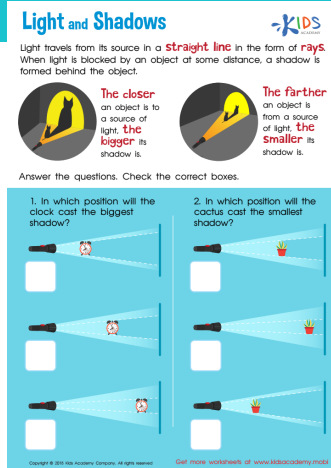 Light and Shadows
KIDS
ACADEMY
Light travels from its source in a straight line in the form of rays.
When light is blocked by an object at some distance, a shadow is
formed behind the object.
The closer
an object is to
a source of
light, the
bigger its
shadow is.
The farther
an object is
from a source
of light, the
smaller its
shadow is.
Answer the questions. Check the correct boxes.
1. In which position will the
clock cast the biggest
shadow?
2. In which position will the
cactus cast the smallest
shadow?
Copyright © 2018 Kids Academy Company. All rights reserved
Get more worksheets at www.kidsacademy.mobi